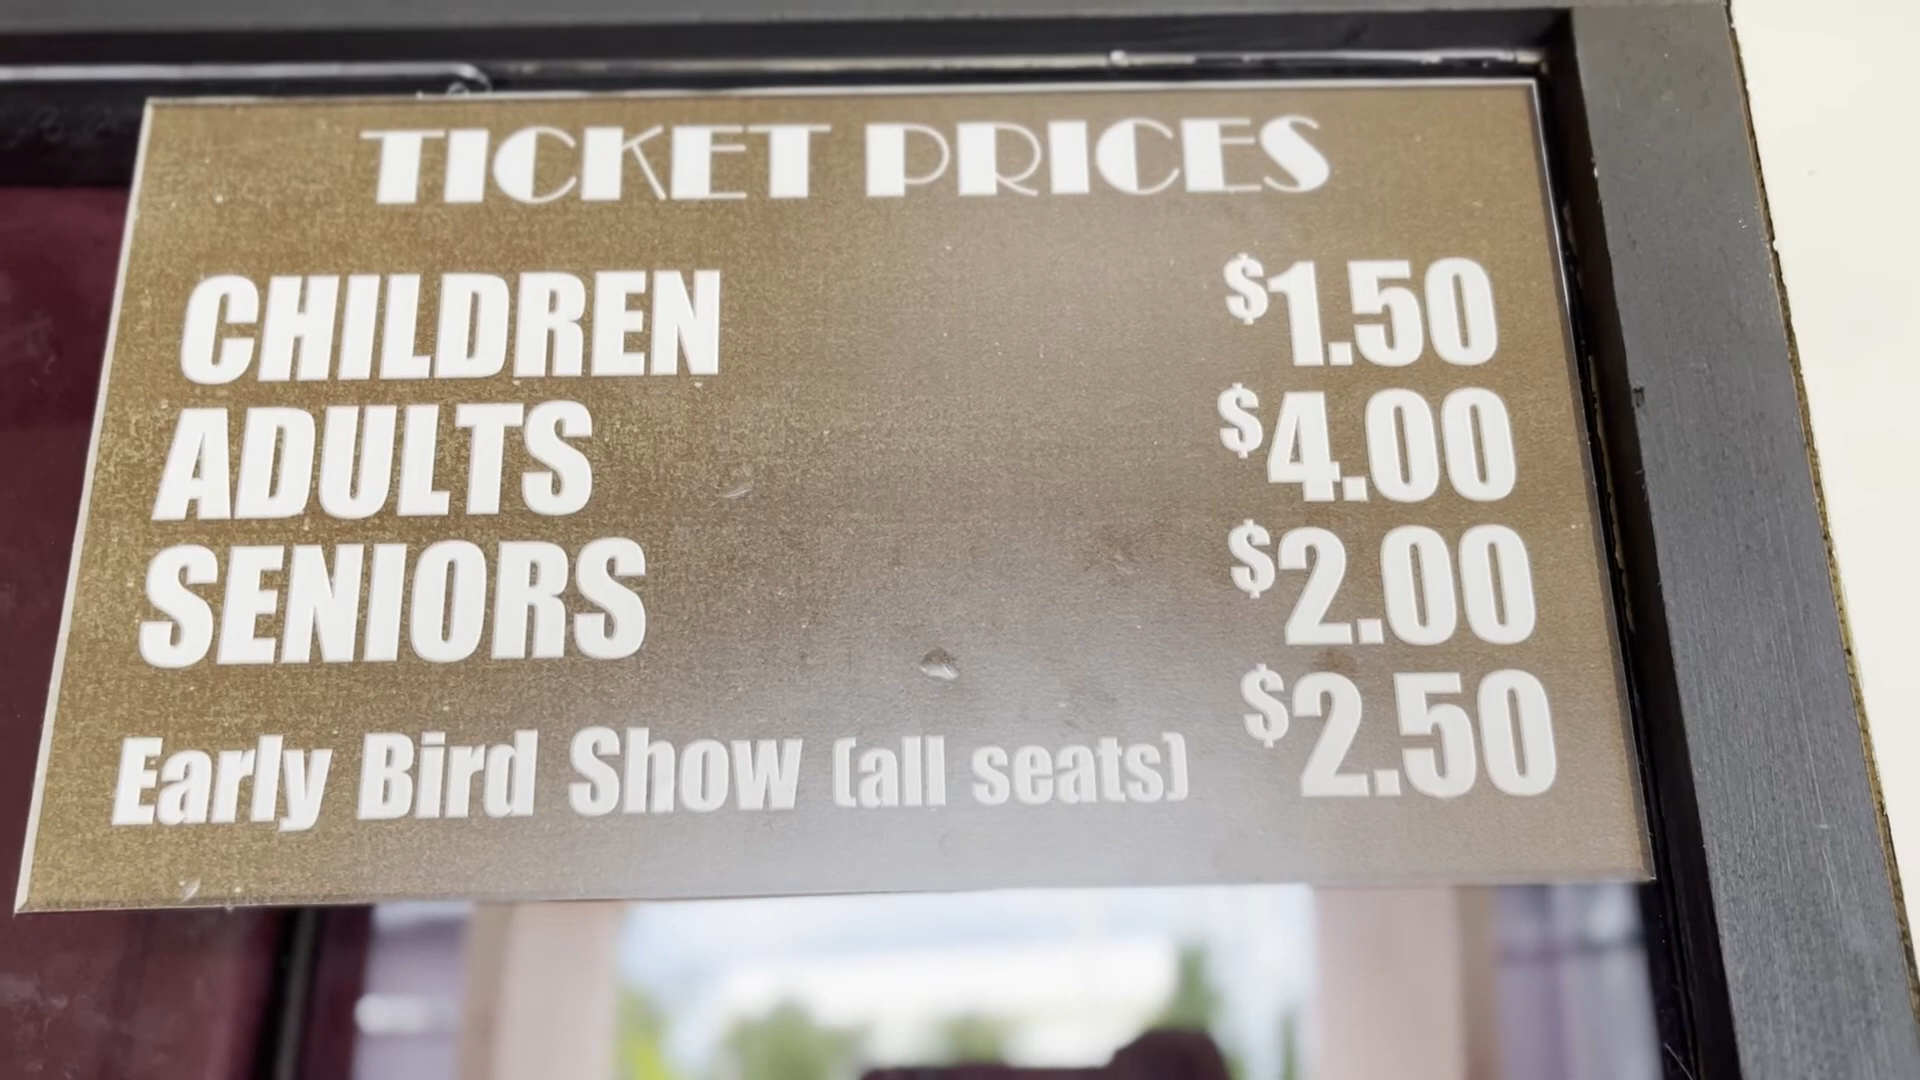 TICKET PRICES
CHILDREN $1.50
ADULTS $4.00
SENIORS $2.00
Early Bird Show (all seats) $2.50